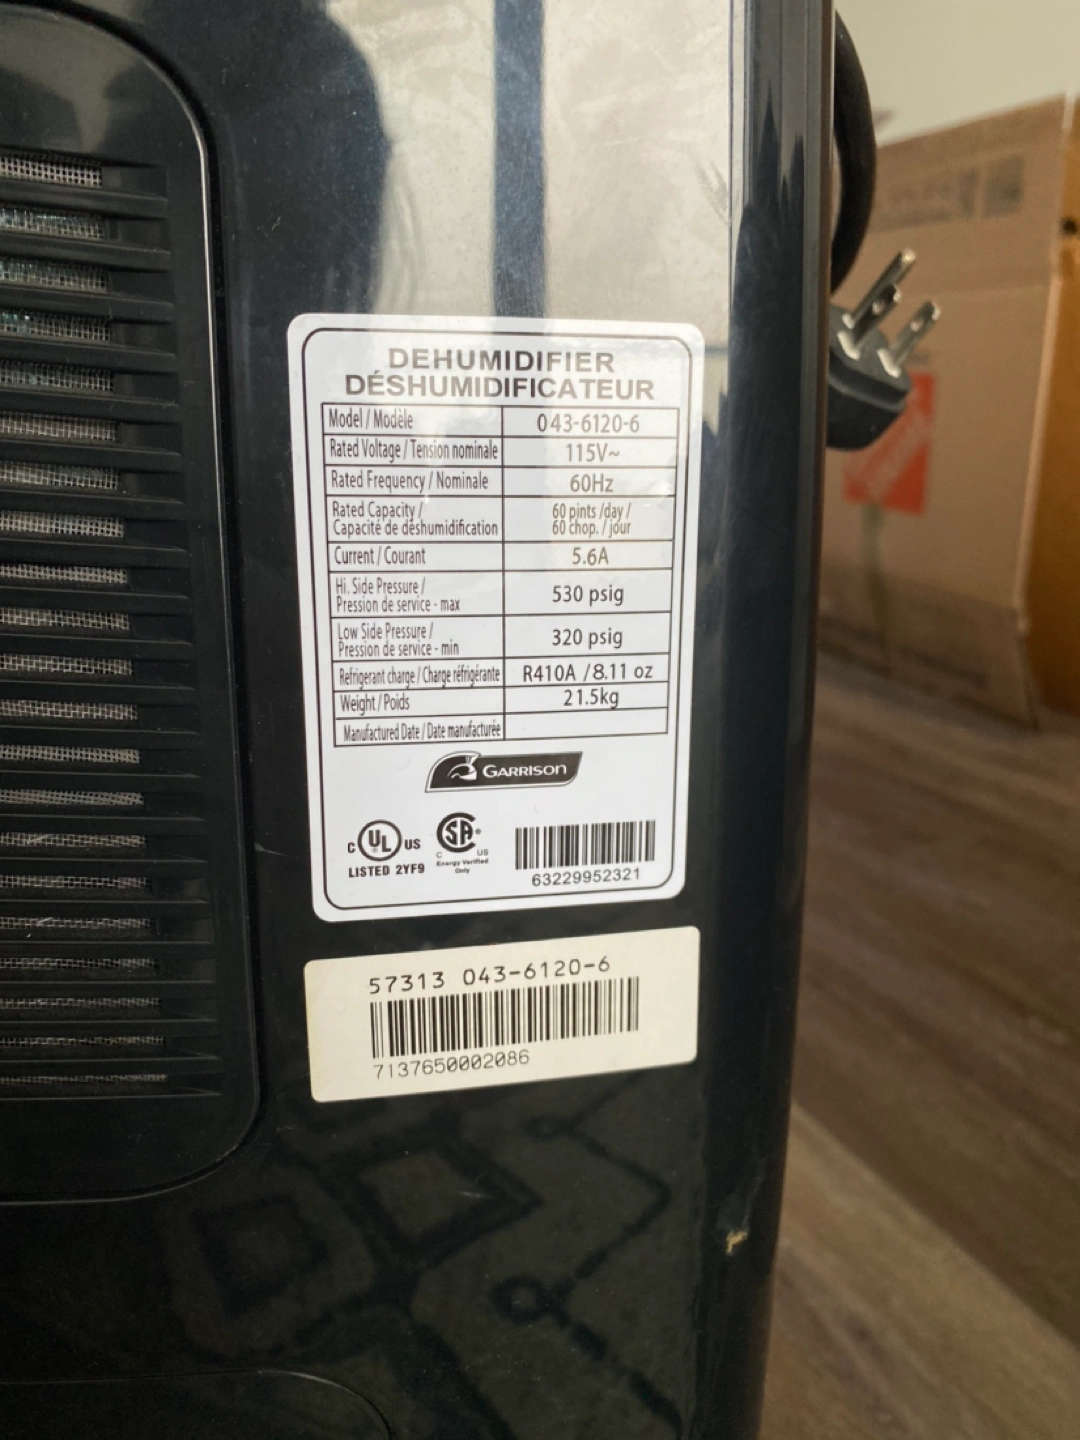 DEHUMIDIFIER
DÉSHUMIDIFICATEUR
Model / Modèle 043-6120-6
Rated Voltage / Tension nominale 115V~
Rated Frequency / Nominale 60Hz
Rated Capacity / 60 pints /day /
Capacité de déshumidification 60 chop. / jour
Current / Courant 5.6A
Hi. Side Pressure /
Pression de service - max 530 psig
Low Side Pressure /
Pression de service - min 320 psig
Refrigerant charge / Charge réfrigérante R410A / 8.11 oz
Weight / Poids 21.5kg
Manufactured Date / Date manufacturée
GARRISON
C UL US
LISTED 2YF9
SA
C US
Energy Verified
Only
63229952321
57313 043-6120-6
7137650002086